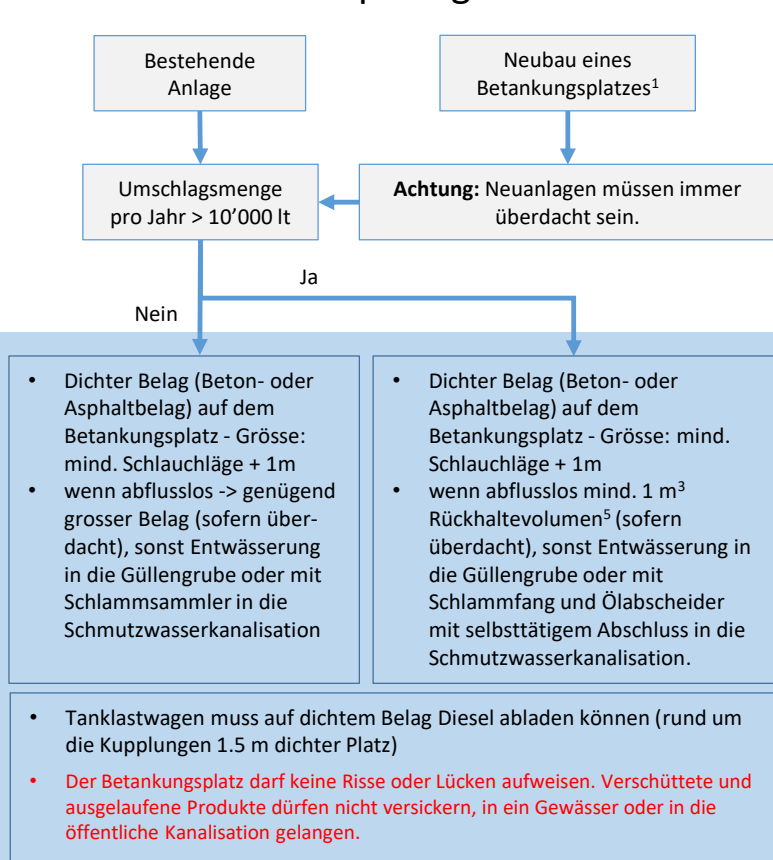 Bestehende
Anlage
Neubau eines
Betankungsplatzes¹
Umschlagsmenge
pro Jahr > 10’000 lt
Achtung: Neuanlagen müssen immer
überdacht sein.
Ja
Nein
• Dichter Belag (Beton- oder
Asphaltbelag) auf dem
Betankungsplatz - Grösse:
mind. Schlauchläge + 1m
• wenn abflusslos -> genügend
grosser Belag (sofern über-
dacht), sonst Entwässerung
in die Güllengrube oder mit
Schlammsammler in die
Schmutzwasserkanalisation
• Dichter Belag (Beton- oder
Asphaltbelag) auf dem
Betankungsplatz - Grösse: mind.
Schlauchläge + 1m
• wenn abflusslos mind. 1 m³
Rückhaltevolumen⁵ (sofern
überdacht), sonst Entwässerung in
die Güllengrube oder mit
Schlammfang und Ölabscheider
mit selbsttätigem Abschluss in die
Schmutzwasserkanalisation.
• Tanklastwagen muss auf dichtem Belag Diesel abladen können (rund um
die Kupplungen 1.5 m dichter Platz)
• Der Betankungsplatz darf keine Risse oder Lücken aufweisen. Verschüttete und
ausgelaufene Produkte dürfen nicht versickern, in ein Gewässer oder in die
öffentliche Kanalisation gelangen.